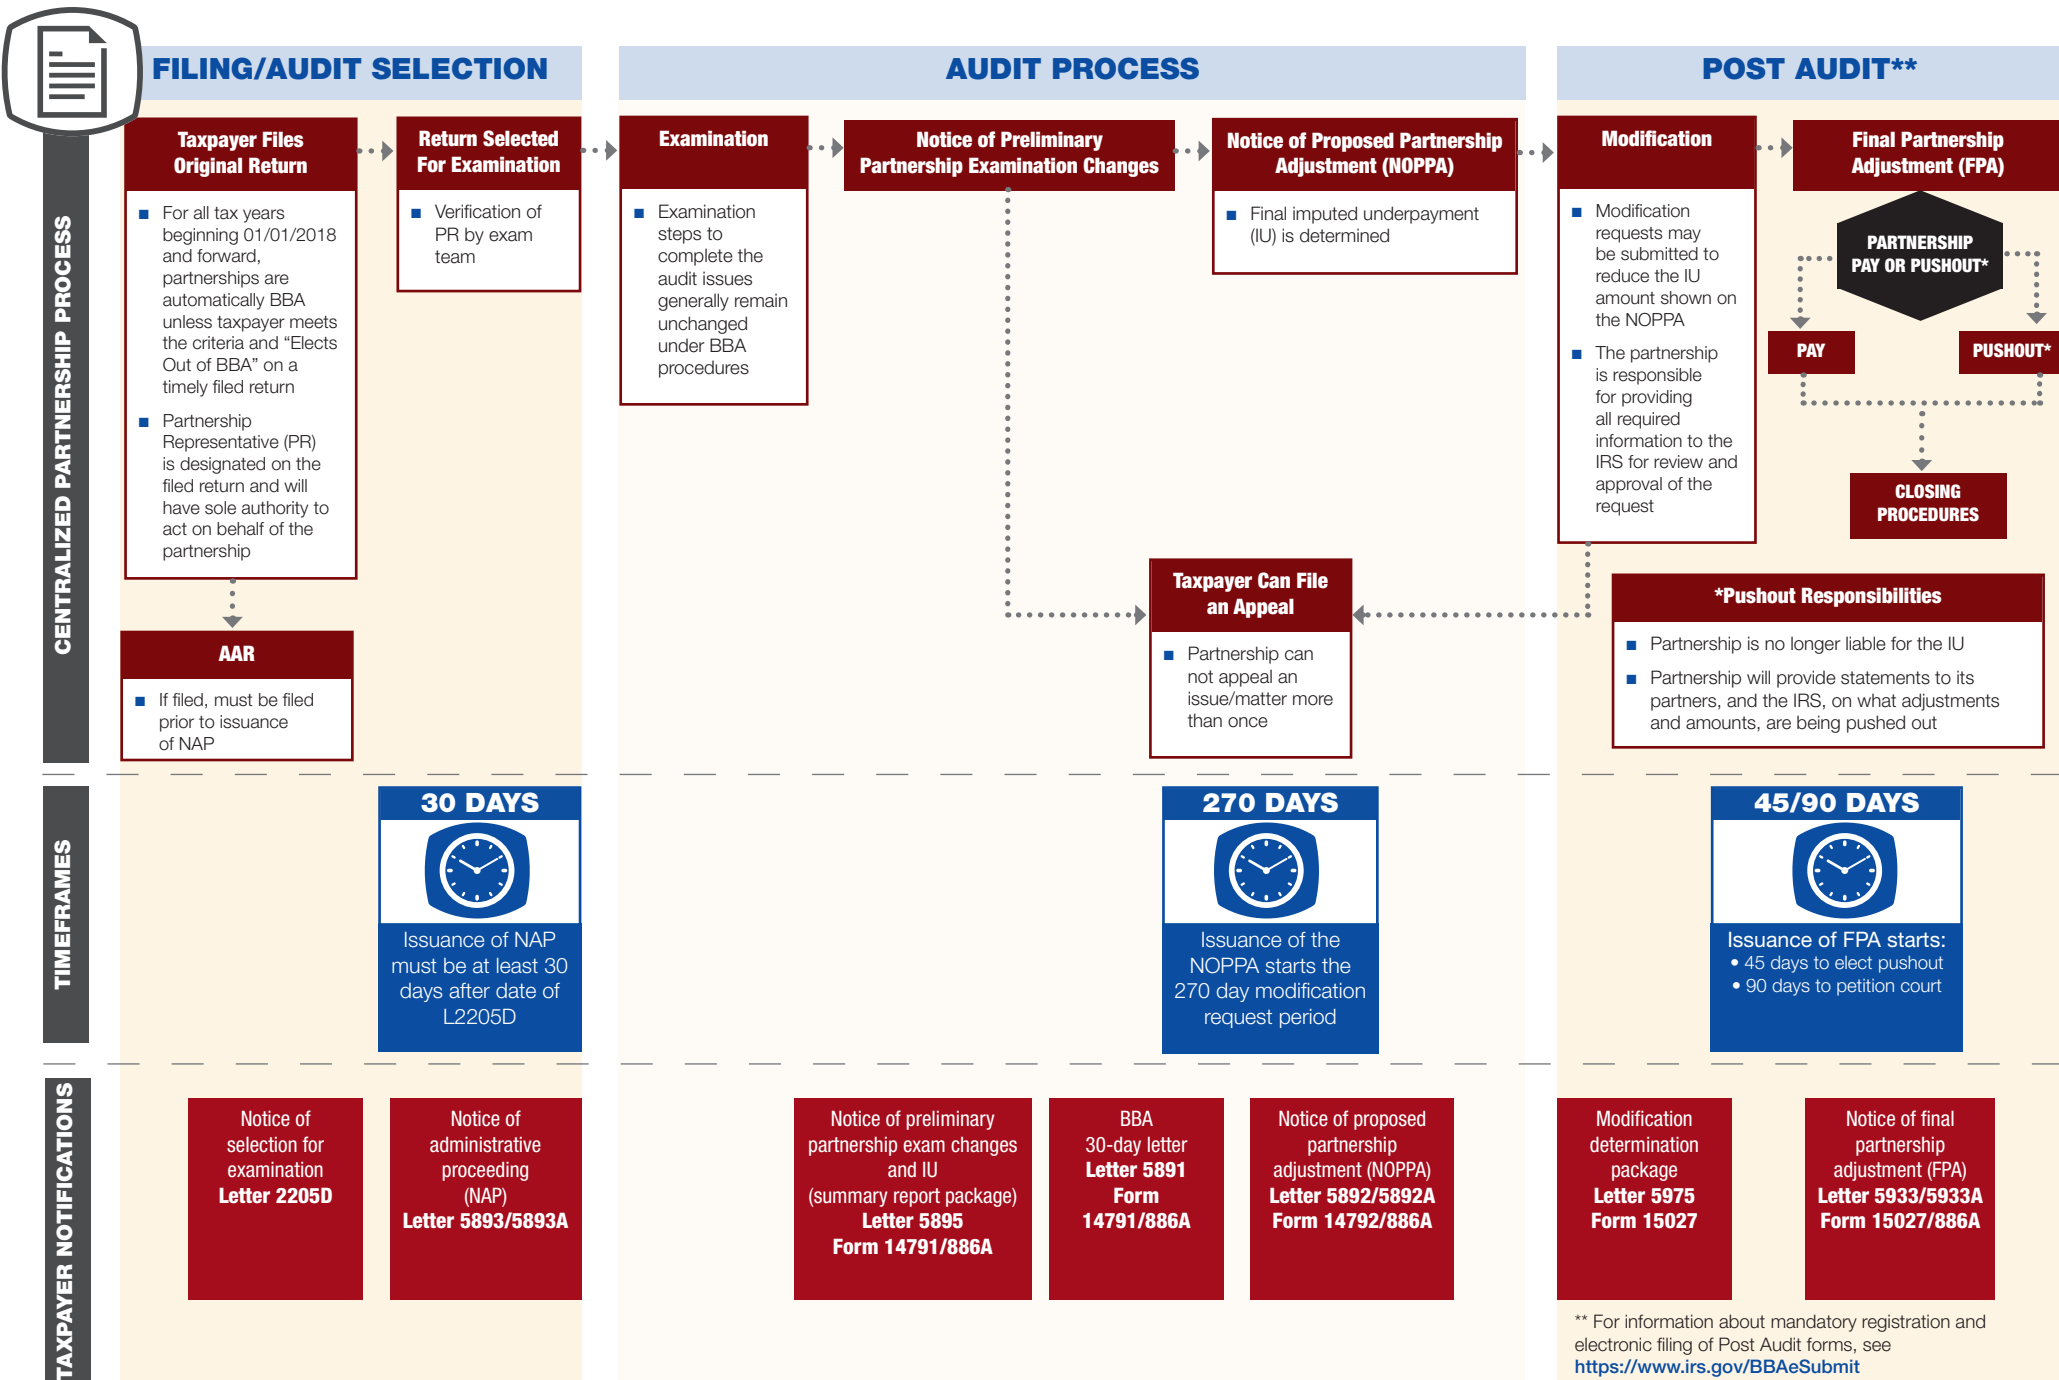 FILING/AUDIT SELECTION
AUDIT PROCESS
POST AUDIT**
CENTRALIZED PARTNERSHIP PROCESS
Taxpayer Files
Original Return
■ For all tax years
beginning 01/01/2018
and forward,
partnerships are
automatically BBA
unless taxpayer meets
the criteria and “Elects
Out of BBA” on a
timely filed return
■ Partnership
Representative (PR)
is designated on the
filed return and will
have sole authority to
act on behalf of the
partnership
AAR
■ If filed, must be filed
prior to issuance
of NAP
Return Selected
For Examination
■ Verification of
PR by exam
team
Examination
■ Examination
steps to
complete the
audit issues
generally remain
unchanged
under BBA
procedures
Notice of Preliminary
Partnership Examination Changes
Notice of Proposed Partnership
Adjustment (NOPPA)
■ Final imputed underpayment
(IU) is determined
Taxpayer Can File
an Appeal
■ Partnership can
not appeal an
issue/matter more
than once
Modification
■ Modification
requests may
be submitted to
reduce the IU
amount shown on
the NOPPA
■ The partnership
is responsible
for providing
all required
information to the
IRS for review and
approval of the
request
Final Partnership
Adjustment (FPA)
PARTNERSHIP
PAY OR PUSHOUT*
PAY
PUSHOUT*
CLOSING
PROCEDURES
*Pushout Responsibilities
■ Partnership is no longer liable for the IU
■ Partnership will provide statements to its
partners, and the IRS, on what adjustments
and amounts, are being pushed out
TIMEFRAMES
30 DAYS
Issuance of NAP
must be at least 30
days after date of
L2205D
270 DAYS
Issuance of the
NOPPA starts the
270 day modification
request period
45/90 DAYS
Issuance of FPA starts:
• 45 days to elect pushout
• 90 days to petition court
TAXPAYER NOTIFICATIONS
Notice of
selection for
examination
Letter 2205D
Notice of
administrative
proceeding
(NAP)
Letter 5893/5893A
Notice of preliminary
partnership exam changes
and IU
(summary report package)
Letter 5895
Form 14791/886A
BBA
30-day letter
Letter 5891
Form
14791/886A
Notice of proposed
partnership
adjustment (NOPPA)
Letter 5892/5892A
Form 14792/886A
Modification
determination
package
Letter 5975
Form 15027
Notice of final
partnership
adjustment (FPA)
Letter 5933/5933A
Form 15027/886A
** For information about mandatory registration and
electronic filing of Post Audit forms, see
https://www.irs.gov/BBAeSubmit